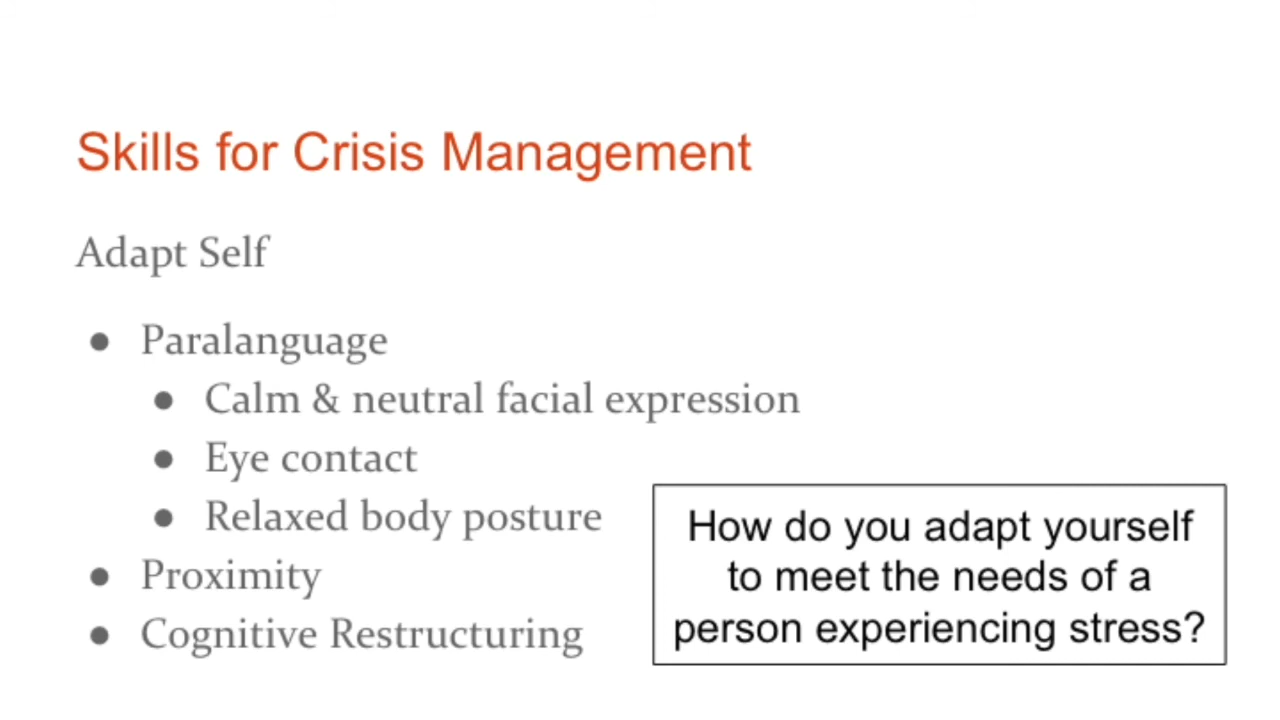 Skills for Crisis Management
Adapt Self
● Paralanguage
● Calm & neutral facial expression
● Eye contact
● Relaxed body posture
● Proximity
● Cognitive Restructuring
How do you adapt yourself
to meet the needs of a
person experiencing stress?